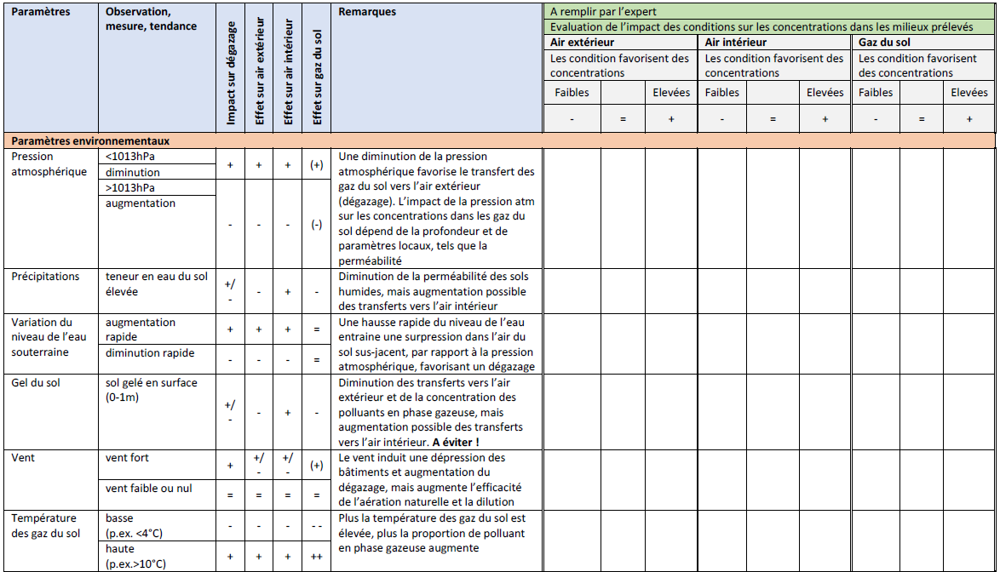 Paramètres
Observation,
mesure, tendance
Impact sur dégazage
Effet sur air extérieur
Effet sur air intérieur
Effet sur gaz du sol
Remarques
A remplir par l’expert
Evaluation de l’impact des conditions sur les concentrations dans les milieux prélevés
Air extérieur
Air intérieur
Gaz du sol
Les condition favorisent des
concentrations
Les condition favorisent des
concentrations
Les condition favorisent
des concentrations
Faibles
Elevées
Faibles
Elevées
Faibles
Elevées
-
=
+
-
=
+
-
=
+
Paramètres environnementaux
Pression
atmosphérique
<1013hPa
diminution
+
+
+
(+)
>1013hPa
augmentation
-
-
-
(-)
Une diminution de la pression
atmosphérique favorise le transfert des
gaz du sol vers l’air extérieur
(dégazage). L’impact de la pression atm
sur les concentrations dans les gaz du
sol dépend de la profondeur et de
paramètres locaux, tels que la
perméabilité
Précipitations
teneur en eau du sol
élevée
+/
-
-
+
-
Diminution de la perméabilité des sols
humides, mais augmentation possible
des transferts vers l’air intérieur
Variation du
niveau de l’eau
souterraine
augmentation
rapide
+
+
+
=
diminution rapide
-
-
-
=
Une hausse rapide du niveau de l’eau
entraine une surpression dans l’air du
sol sus-jacent, par rapport à la pression
atmosphérique, favorisant un dégazage
Gel du sol
sol gelé en surface
(0-1m)
+/
-
-
+
-
Diminution des transferts vers l’air
extérieur et de la concentration des
polluants en phase gazeuse, mais
augmentation possible des transferts
vers l’air intérieur. A éviter !
Vent
vent fort
+
+/
-
+/
-
(+)
vent faible ou nul
=
=
=
=
Le vent induit une dépression des
bâtiments et augmentation du
dégazage, mais augmente l’efficacité
de l’aération naturelle et la dilution
Température
des gaz du sol
basse
(p.ex. <4°C)
-
-
-
- -
haute
(p.ex.>10°C)
+
+
+
++
Plus la température des gaz du sol est
élevée, plus la proportion de polluant
en phase gazeuse augmente